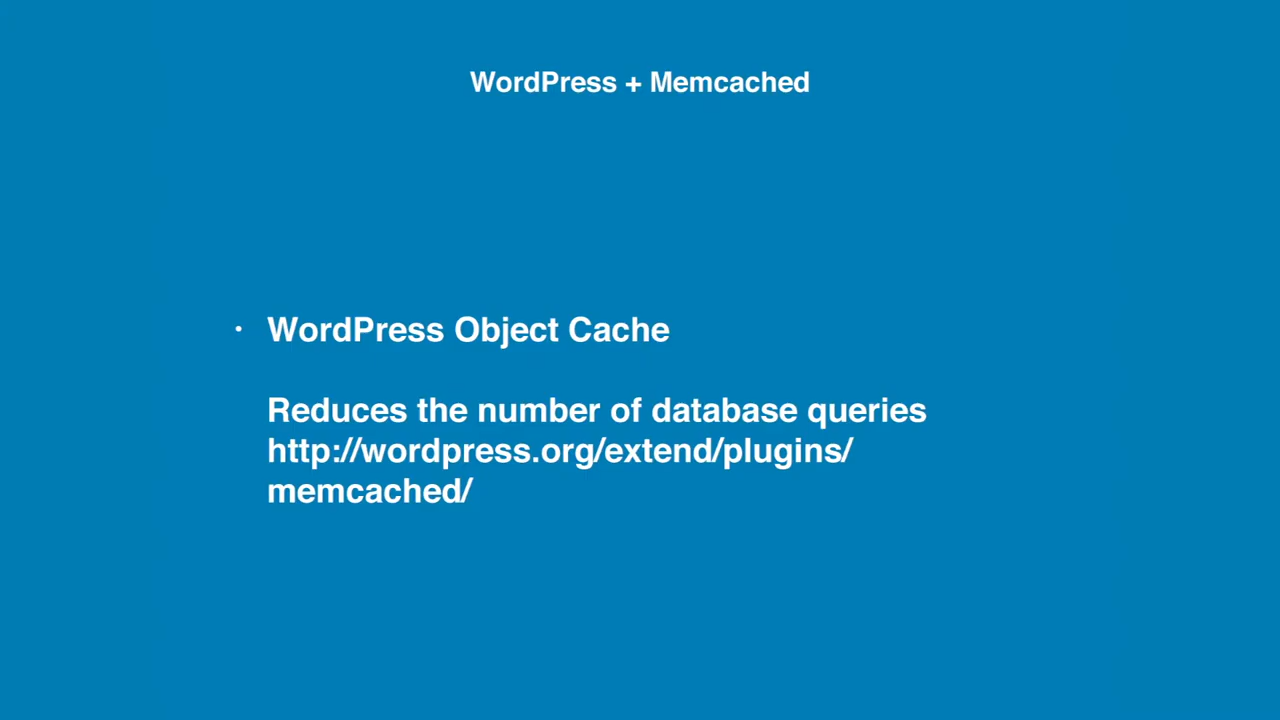 WordPress + Memcached
• WordPress Object Cache
Reduces the number of database queries
http://wordpress.org/extend/plugins/
memcached/